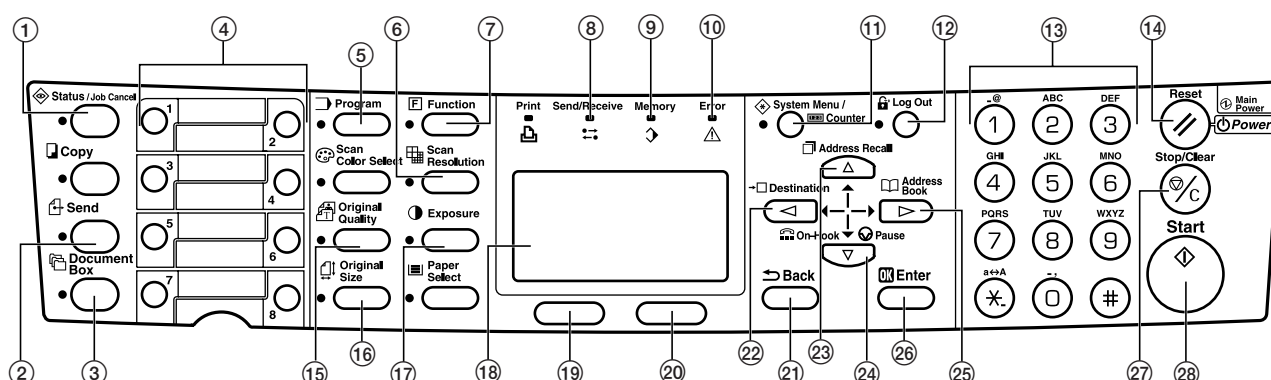 1
4
6
7
8
9
10
11
12
13
14
Status / Job Cancel
Copy
Send
Document
Box
1
2
3
4
5
6
7
8
5
Program
Scan
Color Select
Original
Quality
Original
Size
F Function
Scan
Resolution
Exposure
Paper
Select
Print
Send/Receive
Memory
Error
System Menu /
Counter
Log Out
Address Recall
Destination
Address
Book
On-Hook
Pause
Back
OK Enter
-@
ABC
DEF
1
2
3
GHI
JKL
MNO
4
5
6
PQRS
TUV
WXYZ
7
8
9
a↔A
-,
*-
0
#
Reset
Main
Power
Power
Stop/Clear
/C
Start
2
3
15
16
17
18
19
20
21
22
23
24
25
26
27
28